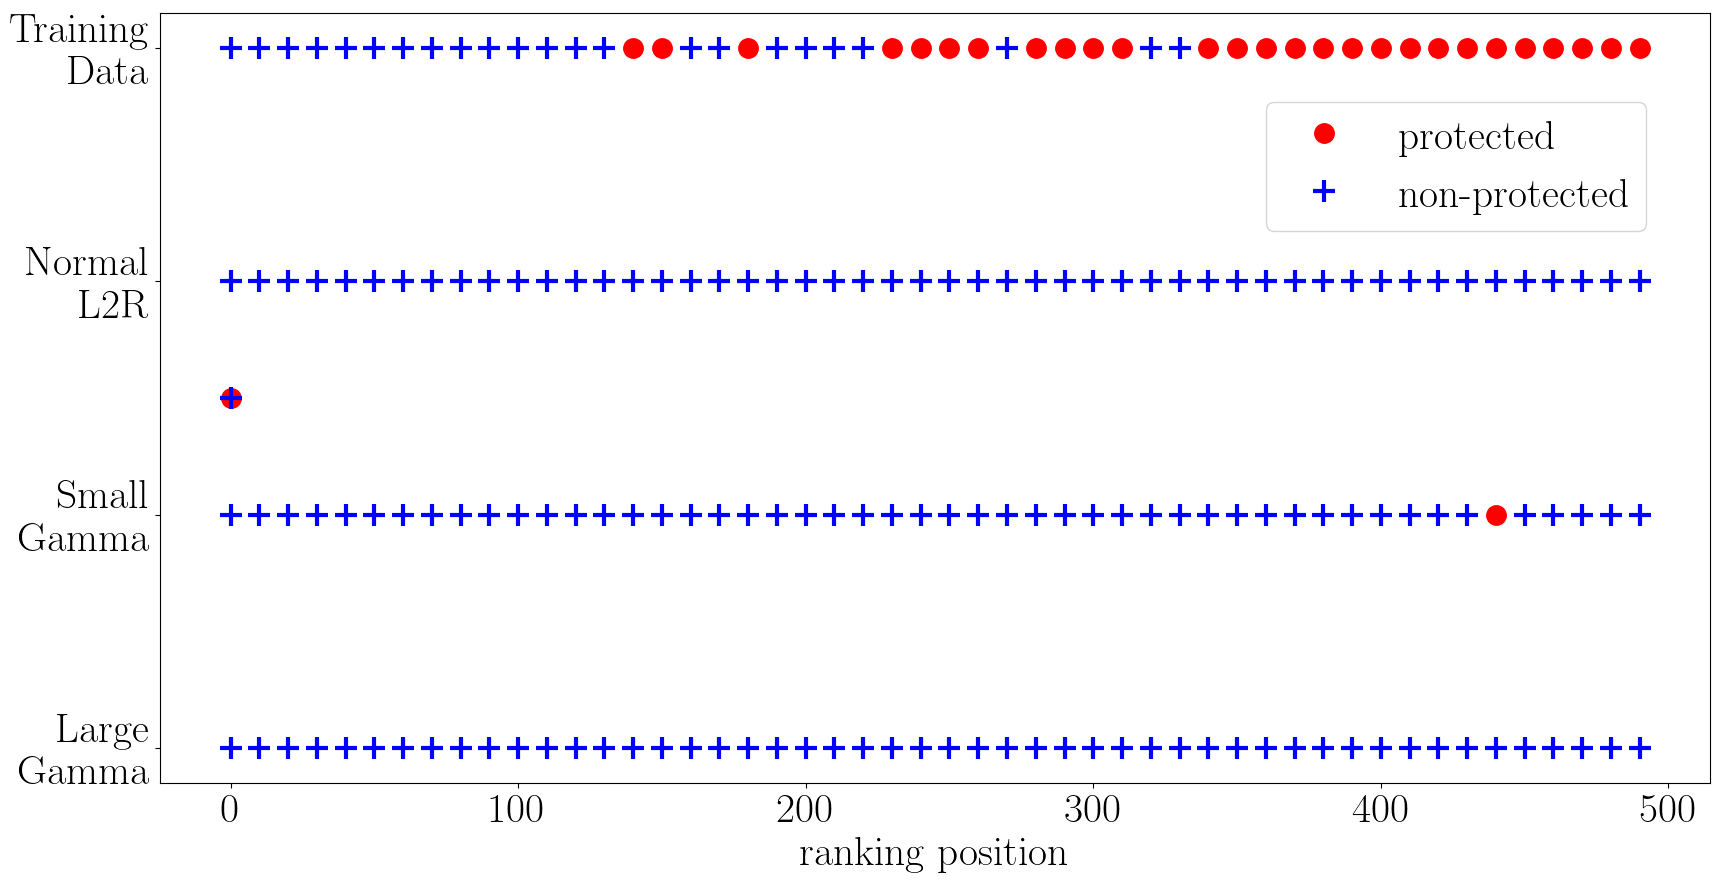 Training
Data
protected
non-protected
Normal
L2R
Small
Gamma
Large
Gamma
0 100 200 300 400 500
ranking position